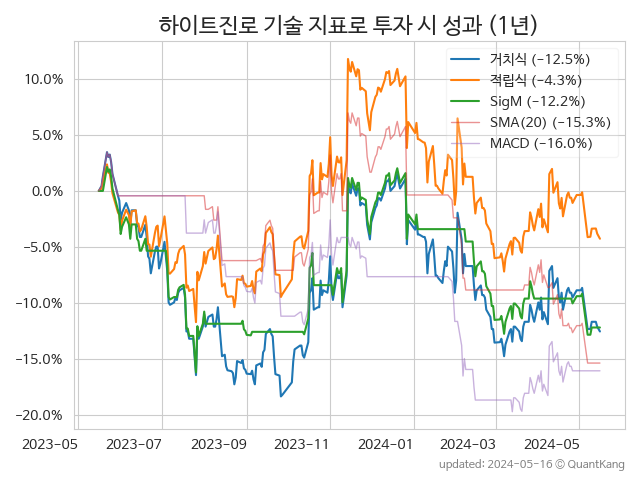 하이트진로 기술 지표로 투자 시 성과 (1년)
거치식 (−12.5%)
적립식 (−4.3%)
SigM (−12.2%)
SMA(20) (−15.3%)
MACD (−16.0%)
10.0%
5.0%
0.0%
−5.0%
−10.0%
−15.0%
−20.0%
2023−05 2023−07 2023−09 2023−11 2024−01 2024−03 2024−05
updated: 2024−05−16 ⓒ QuantKang